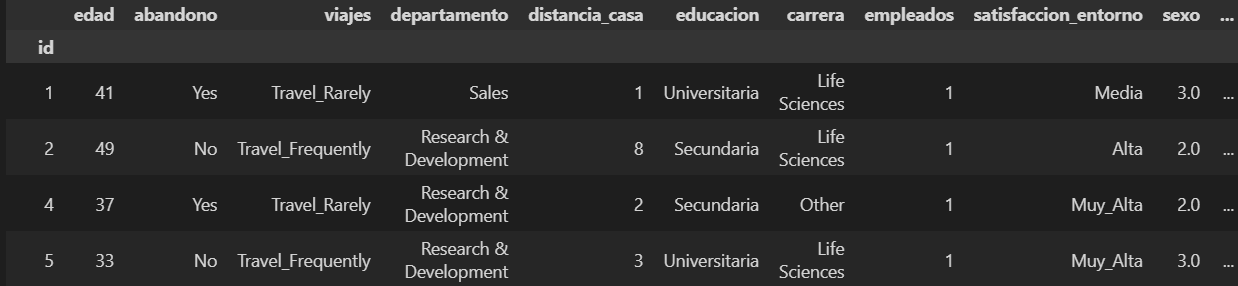 edad abandono viajes departamento distancia_casa educacion carrera empleados satisfaccion_entorno sexo ...
id
1 41 Yes Travel_Rarely Sales 1 Universitaria Life Sciences 1 Media 3.0 ...
2 49 No Travel_Frequently Research & Development 8 Secundaria Life Sciences 1 Alta 2.0 ...
4 37 Yes Travel_Rarely Research & Development 2 Secundaria Other 1 Muy_Alta 2.0 ...
5 33 No Travel_Frequently Research & Development 3 Universitaria Life Sciences 1 Muy_Alta 3.0 ...